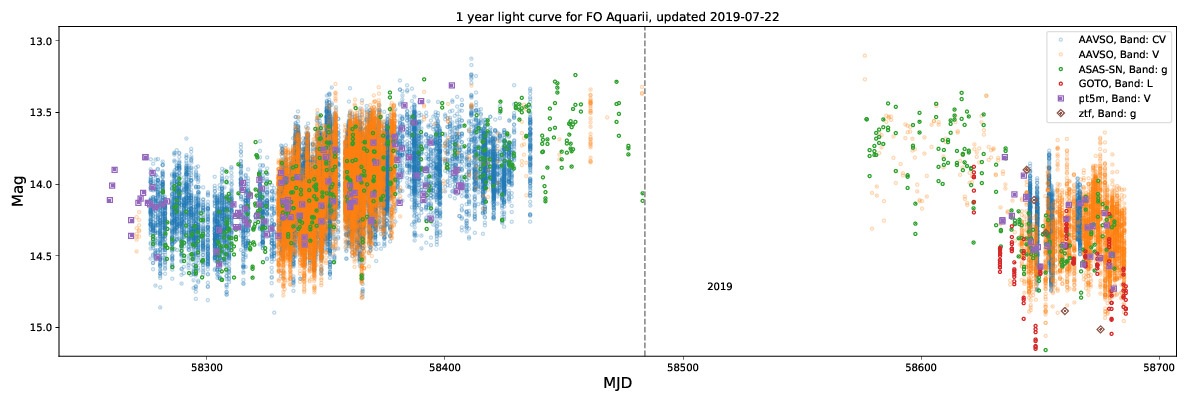 1 year light curve for FO Aquarii, updated 2019-07-22
13.0
13.5
14.0
14.5
15.0
Mag
AAVSO, Band: CV
AAVSO, Band: V
ASAS-SN, Band: g
GOTO, Band: L
pt5m, Band: V
ztf, Band: g
2019
58300
58400
58500
58600
58700
MJD